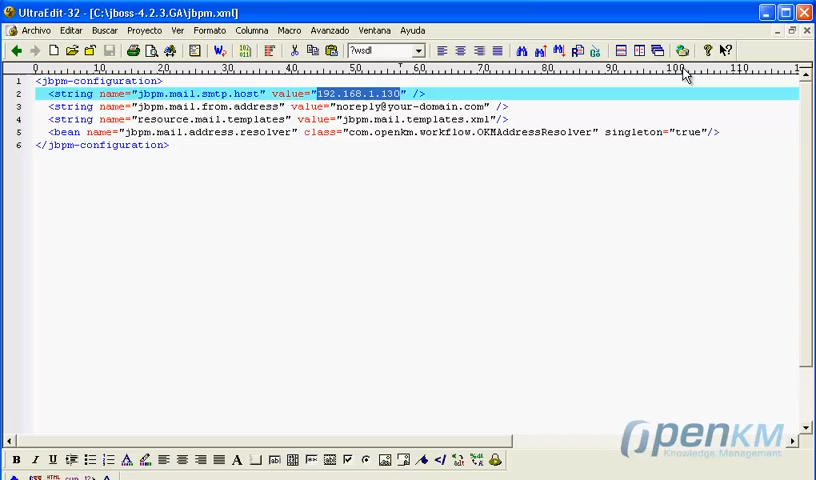 UltraEdit-32 - [C:\jboss-4.2.3.GA\jbpm.xml]
Archivo Editar Buscar Proyecto Ver Formato Columna Macro Avanzado Ventana Ayuda
?wsdl
0 10 20 30 40 50 60 70 80 90 100 110
1 <jbpm-configuration>
2 <string name="jbpm.mail.smtp.host" value="192.168.1.130" />
3 <string name="jbpm.mail.from.address" value="noreply@your-domain.com" />
4 <string name="resource.mail.templates" value="jbpm.mail.templates.xml"/>
5 <bean name="jbpm.mail.address.resolver" class="com.openkm.workflow.OKMAddressResolver" singleton="true"/>
6 </jbpm-configuration>
OpenKM
Knowledge Management